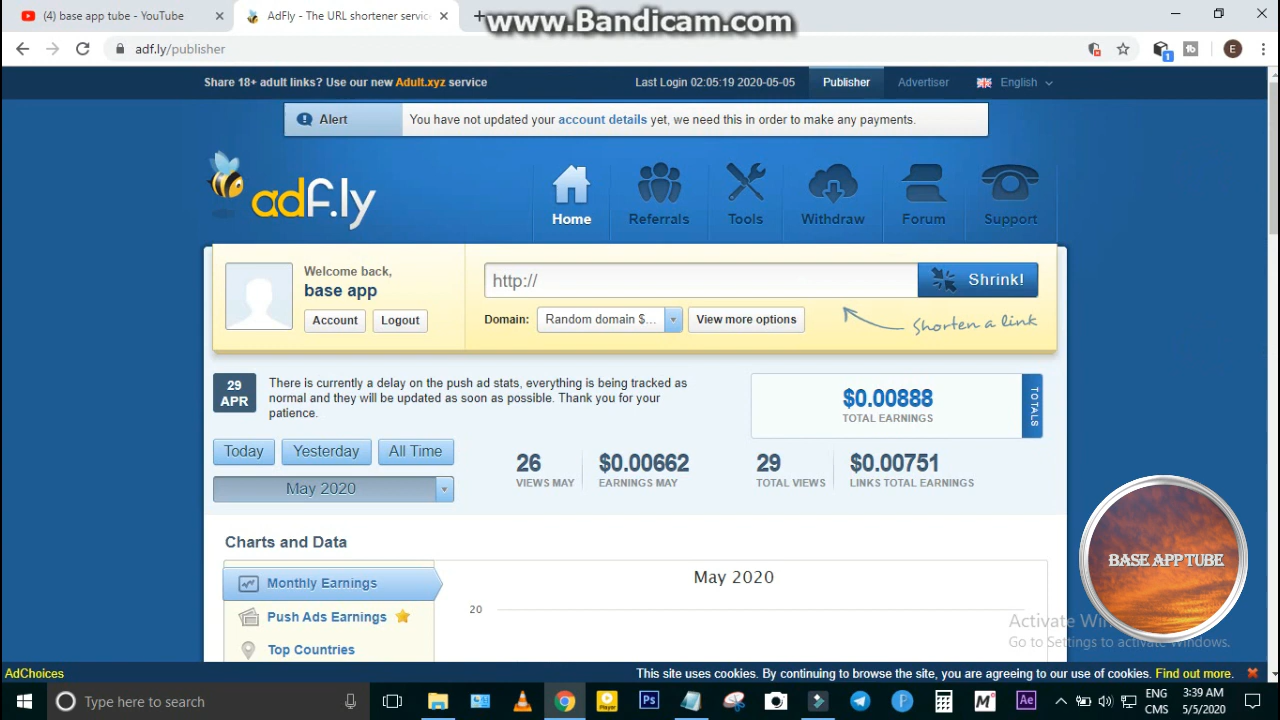 www.Bandicam.com
(4) base app tube - YouTube
AdFly - The URL shortener service
adf.ly/publisher
Share 18+ adult links? Use our new Adult.xyz service
Last Login 02:05:19 2020-05-05
Publisher
Advertiser
English
Alert
You have not updated your account details yet, we need this in order to make any payments.
adf.ly
Home
Referrals
Tools
Withdraw
Forum
Support
Welcome back,
base app
Account
Logout
http://
Shrink!
Domain:
Random domain $...
View more options
Shorten a link
29
APR
There is currently a delay on the push ad stats, everything is being tracked as
normal and they will be updated as soon as possible. Thank you for your
patience.
$0.00888
TOTAL EARNINGS
TOTALS
Today
Yesterday
All Time
May 2020
26
VIEWS MAY
$0.00662
EARNINGS MAY
29
TOTAL VIEWS
$0.00751
LINKS TOTAL EARNINGS
Charts and Data
Monthly Earnings
Push Ads Earnings
Top Countries
May 2020
20
BASE APP TUBE
Activate Win
Go to Settings to activate Windows.
AdChoices
This site uses cookies. By continuing to browse the site, you are agreeing to our use of cookies. Find out more.
Type here to search
ENG
CMS
3:39 AM
5/5/2020